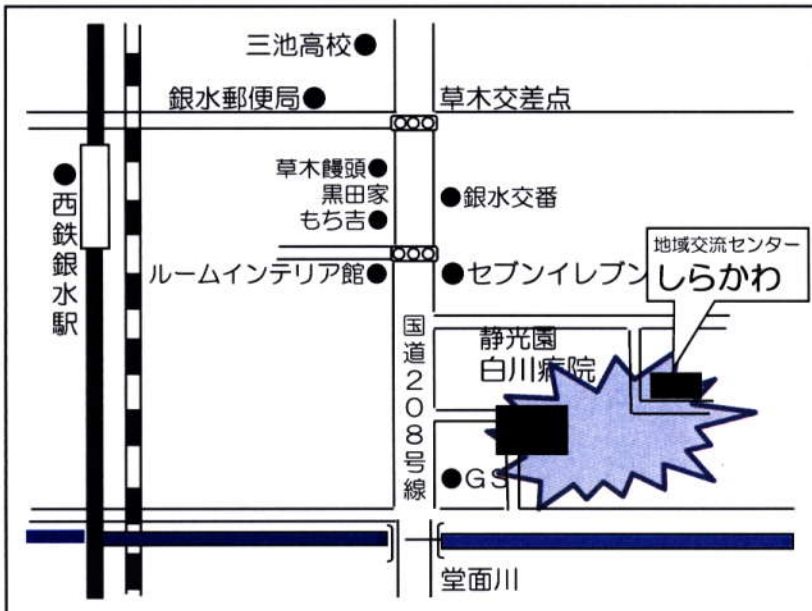 三池高校
銀水郵便局
草木交差点
草木饅頭
黒田家
もち吉
銀水交番
西鉄銀水駅
ルームインテリア館
セブンイレブン
地域交流センター
しらかわ
国道208号線
静光園
白川病院
GS
堂面川